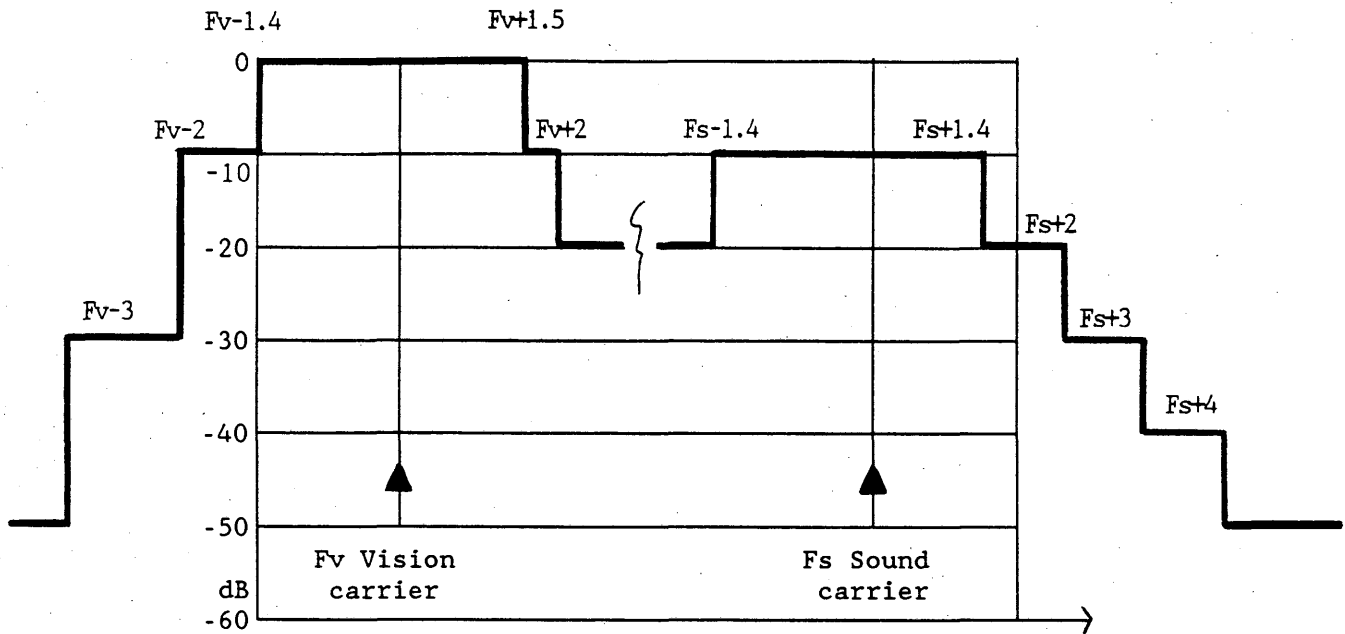 Fv-1.4 Fv+1.5
0
Fv-2 Fv+2 Fs-1.4 Fs+1.4
-10
-20 Fs+2
Fv-3 Fs+3
-30
Fs+4
-40
-50
Fv Vision
carrier
Fs Sound
carrier
dB
-60